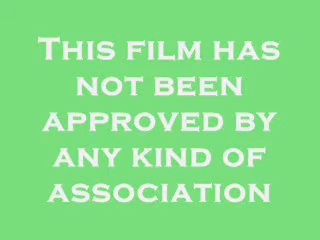 This film has
not been
approved by
any kind of
association